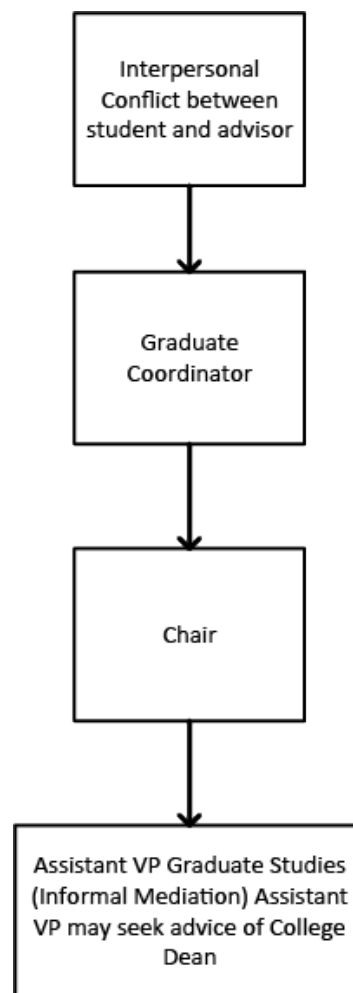 Interpersonal
Conflict between
student and advisor
Graduate
Coordinator
Chair
Assistant VP Graduate Studies
(Informal Mediation) Assistant
VP may seek advice of College
Dean